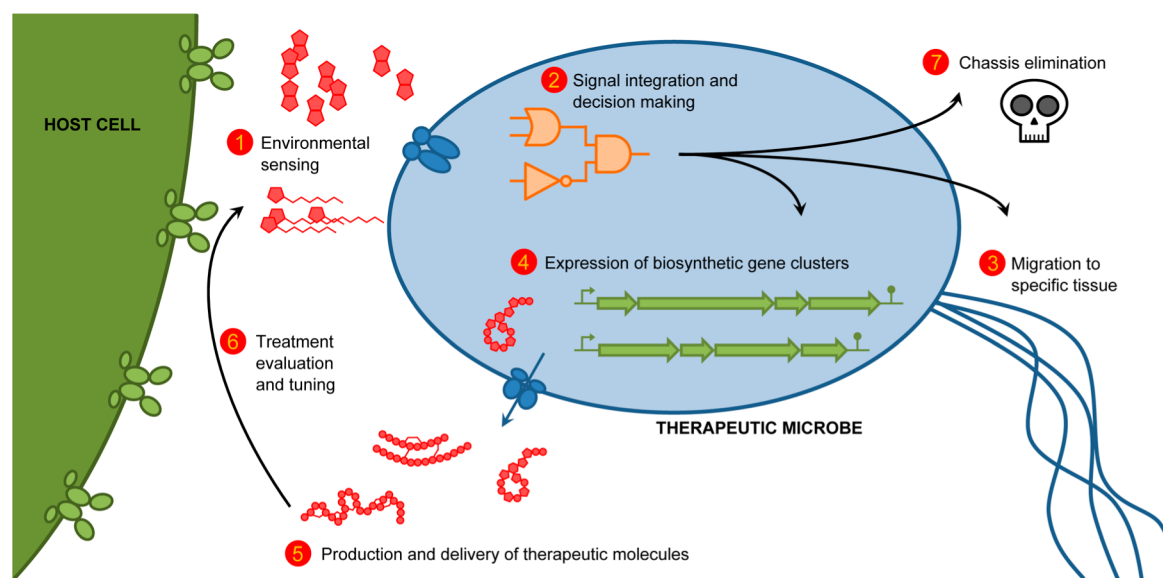 HOST CELL
1 Environmental
sensing
2 Signal integration and
decision making
7 Chassis elimination
3 Migration to
specific tissue
4 Expression of biosynthetic gene clusters
6 Treatment
evaluation
and tuning
THERAPEUTIC MICROBE
5 Production and delivery of therapeutic molecules